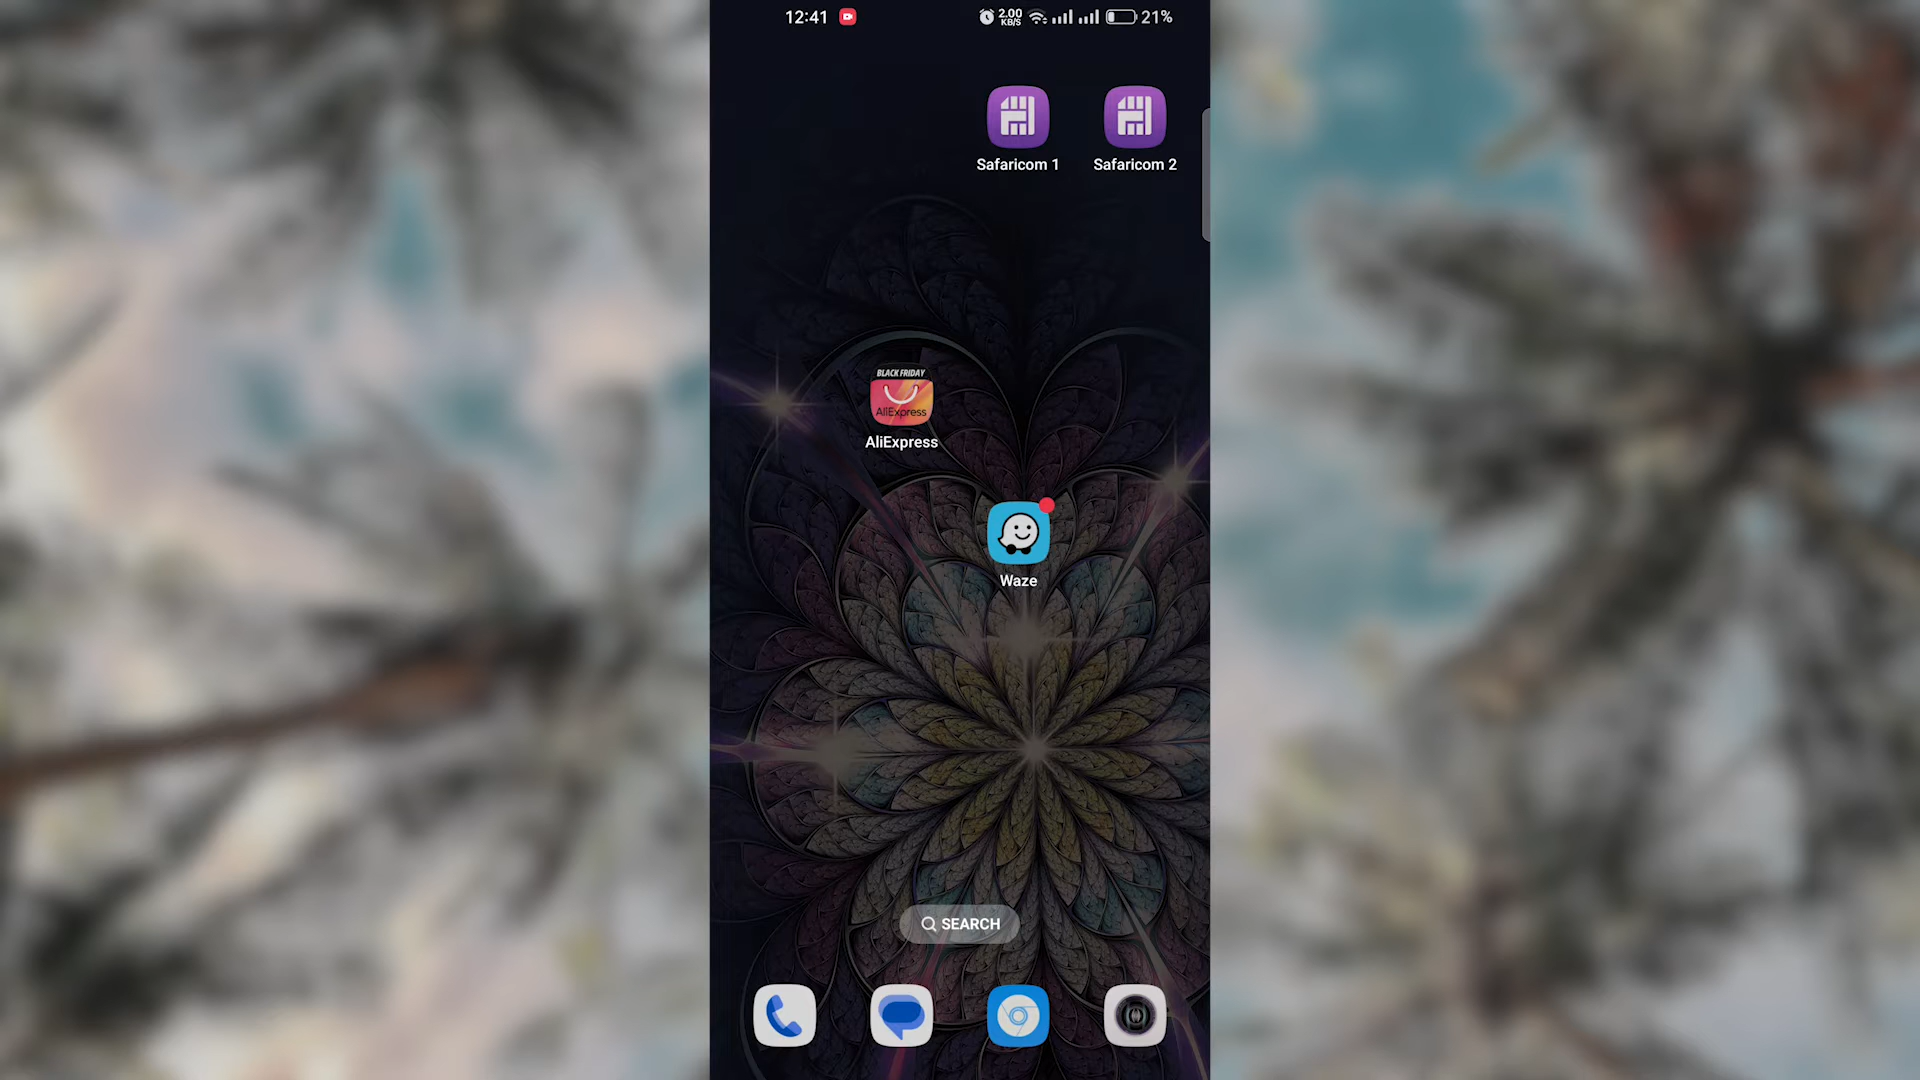 12:41
2.00
KB/S
21%
Safaricom 1
Safaricom 2
BLACK FRIDAY
AliExpress
AliExpress
Waze
SEARCH